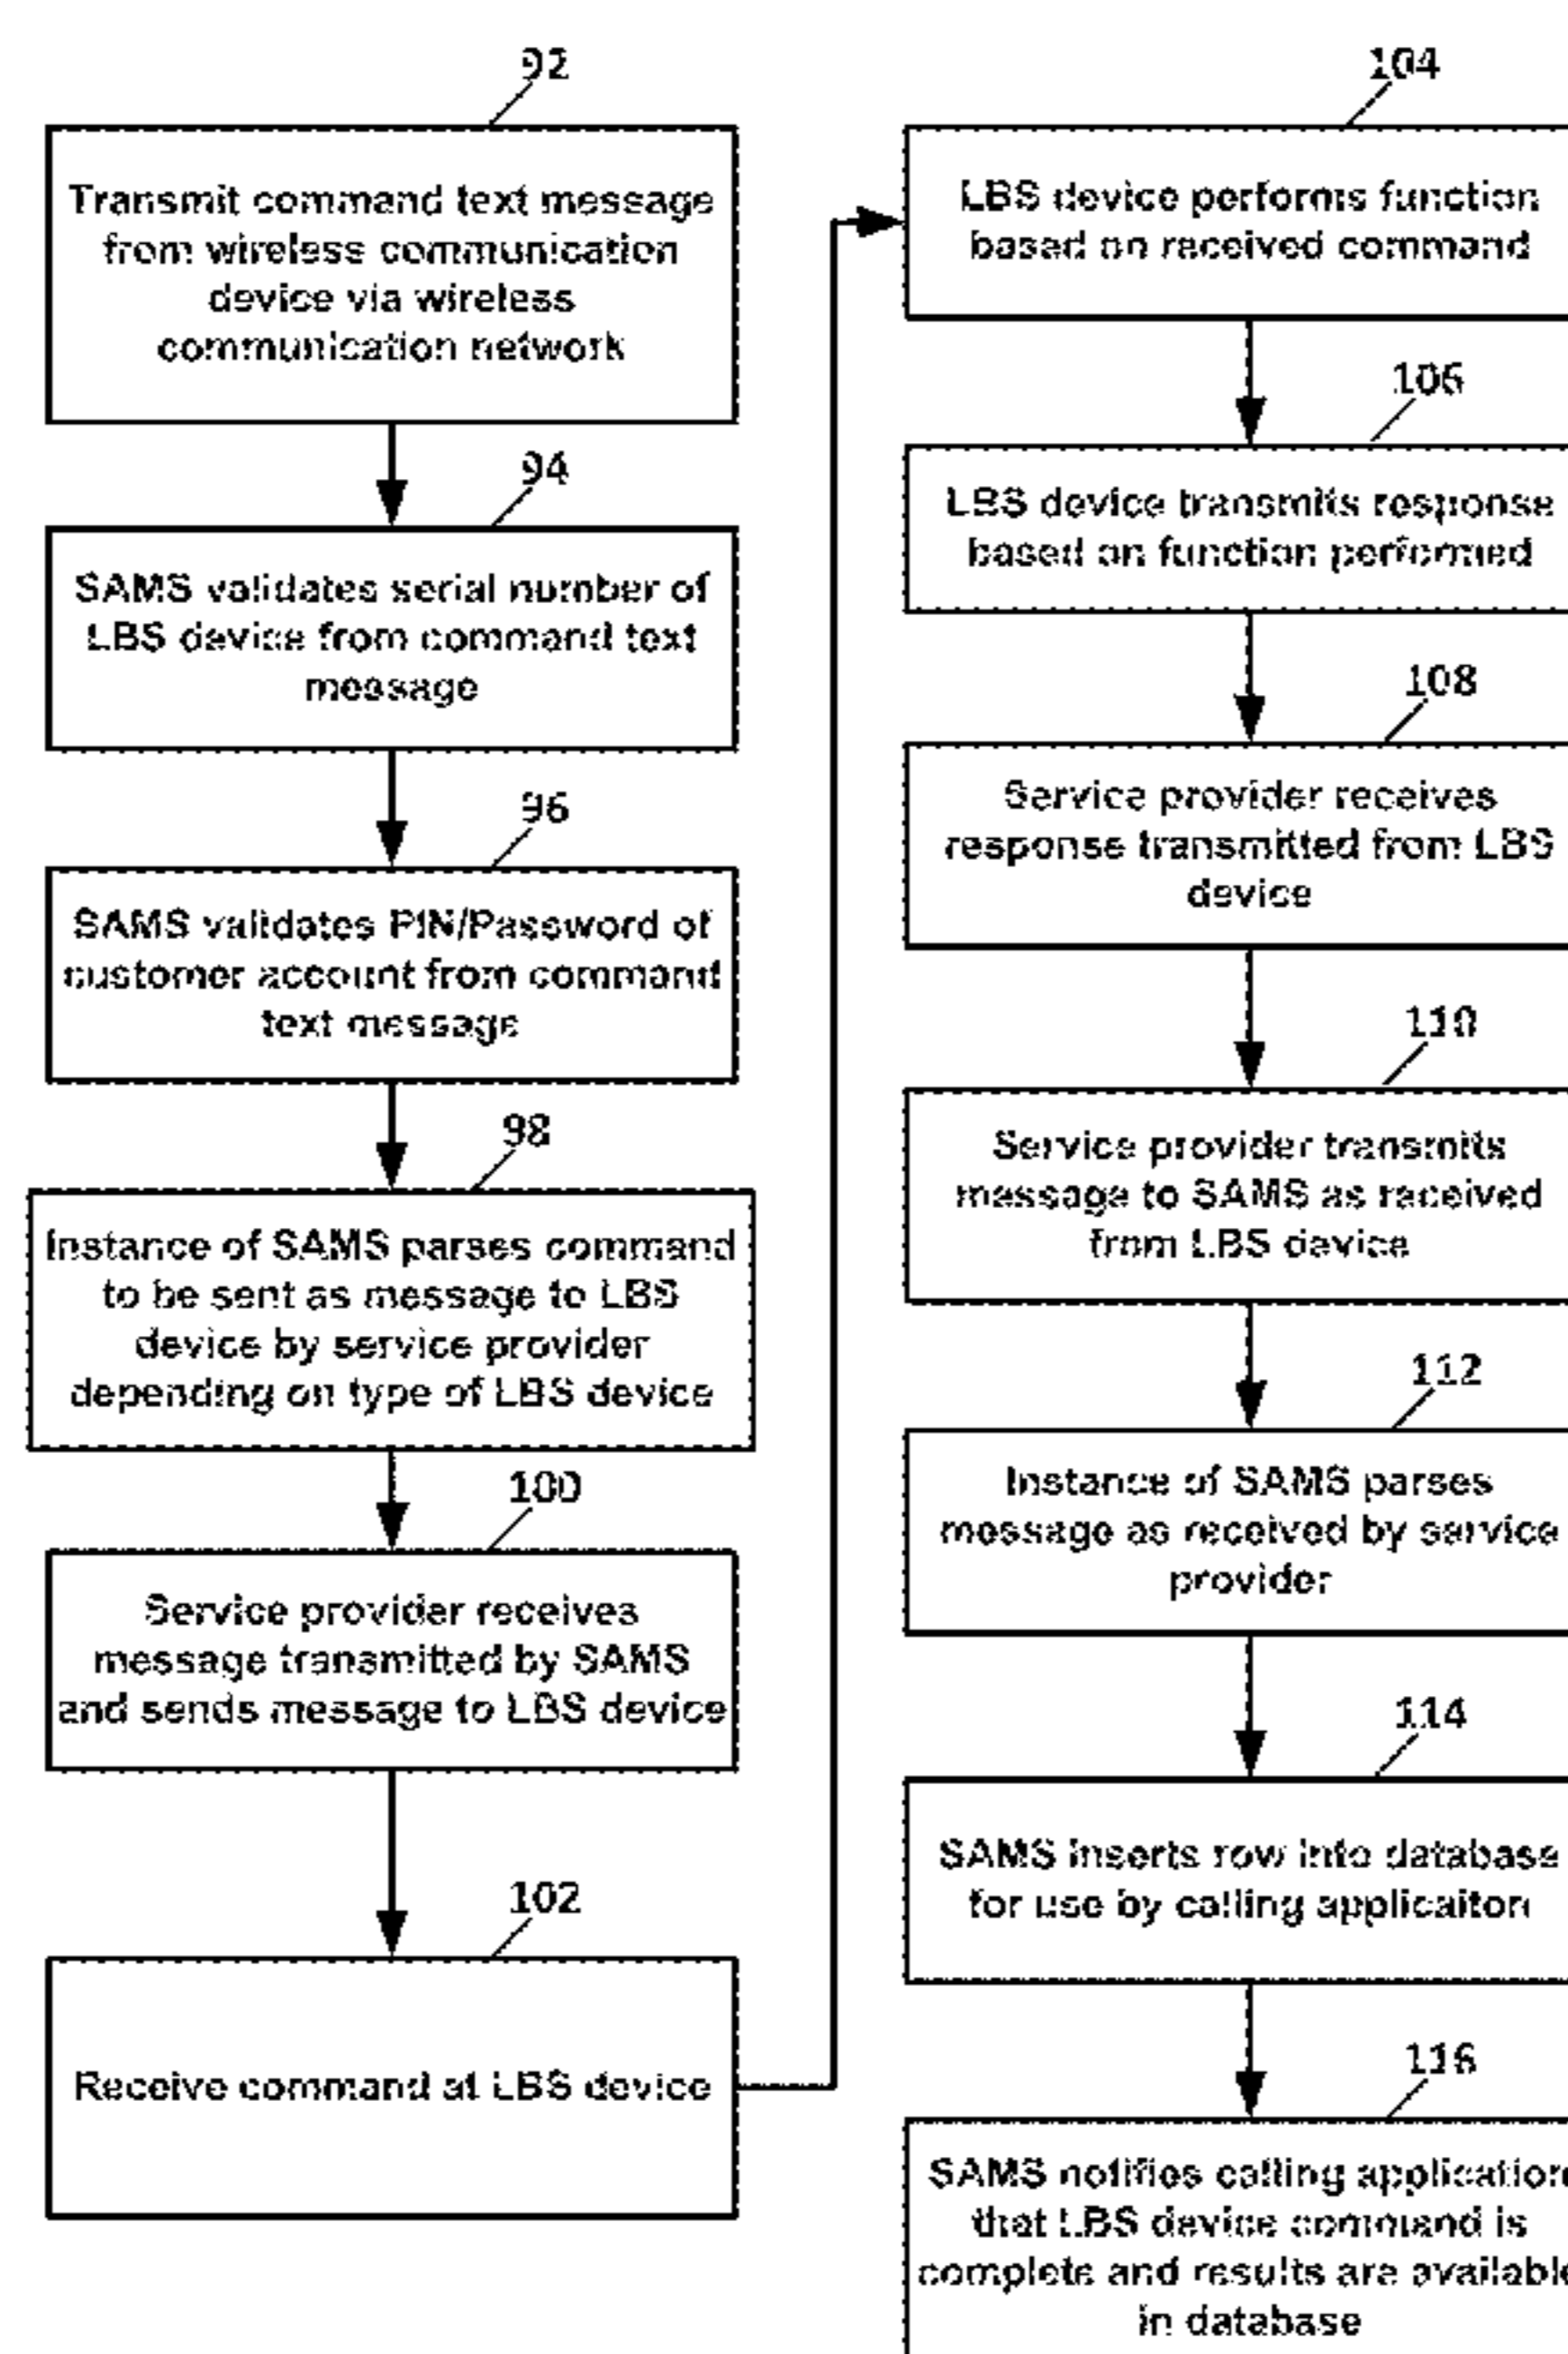 92
Transmit command text message
from wireless communication
device via wireless
communication network
94
SAMS validates serial number of
LBS device from command text
message
96
SAMS validates PIN/Password of
customer account from command
text message
98
Instance of SAMS parses command
to be sent as message to LBS
device by service provider
depending on type of LBS device
100
Service provider receives
message transmitted by SAMS
and sends message to LBS device
102
Receive command at LBS device
104
LBS device performs function
based on received command
106
LBS device transmits response
based on function performed
108
Service provider receives
response transmitted from LBS
device
110
Service provider transmits
message to SAMS as received
from LBS device
112
Instance of SAMS parses
message as received by service
provider
114
SAMS inserts row into database
for use by calling applicaiton
116
SAMS notifies calling application
that LBS device command is
complete and results are available
in database